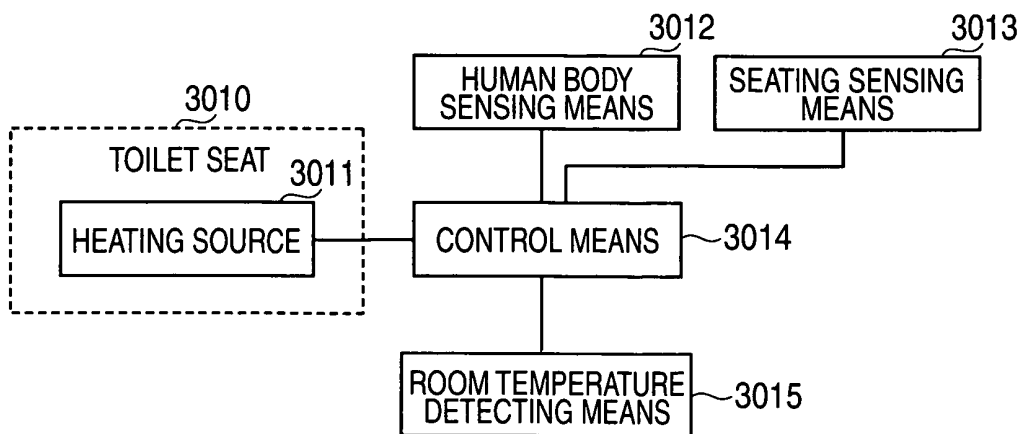 3012
3013
HUMAN BODY
SENSING MEANS
SEATING SENSING
MEANS
3010
TOILET SEAT
3011
HEATING SOURCE
CONTROL MEANS
3014
ROOM TEMPERATURE
DETECTING MEANS
3015